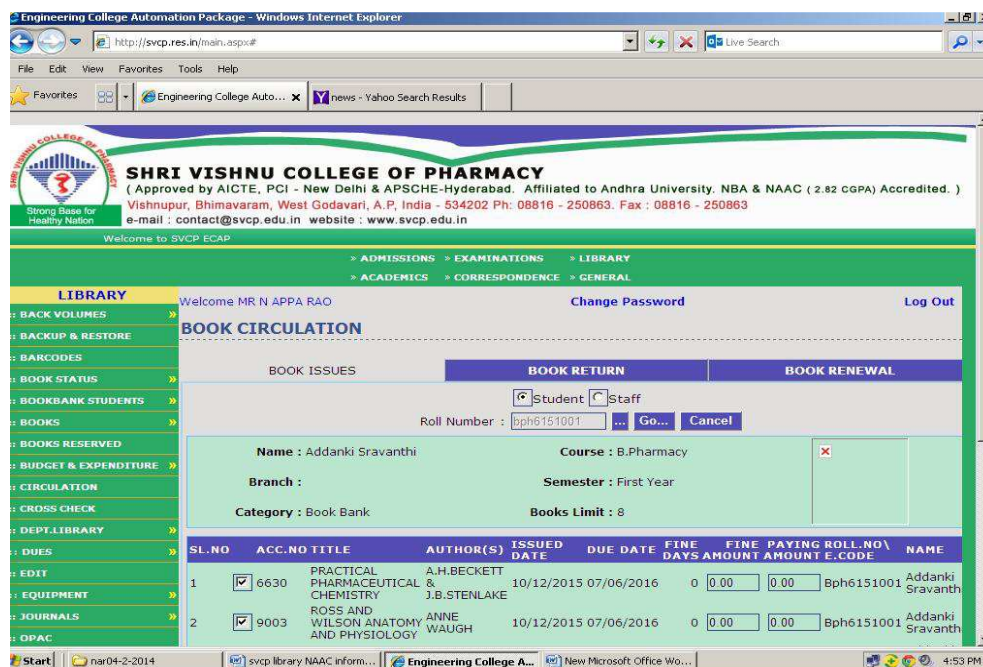 Engineering College Automation Package - Windows Internet Explorer
http://svcp.res.in/main.aspx#
Live Search
File Edit View Favorites Tools Help
Favorites
Engineering College Auto... x
news - Yahoo Search Results
Strong Base for
Healthy Nation
SHRI VISHNU COLLEGE OF PHARMACY
( Approved by AICTE, PCI - New Delhi & APSCHE-Hyderabad. Affiliated to Andhra University. NBA & NAAC ( 2.82 CGPA) Accredited. )
Vishnupur, Bhimavaram, West Godavari, A.P, India - 534202 Ph: 08816 - 250863. Fax : 08816 - 250863
e-mail : contact@svcp.edu.in website : www.svcp.edu.in
Welcome to SVCP ECAP
» ADMISSIONS » EXAMINATIONS » LIBRARY
» ACADEMICS » CORRESPONDENCE » GENERAL
LIBRARY
:: BACK VOLUMES »
:: BACKUP & RESTORE
:: BARCODES
:: BOOK STATUS »
:: BOOKBANK STUDENTS »
:: BOOKS »
:: BOOKS RESERVED
:: BUDGET & EXPENDITURE »
:: CIRCULATION
:: CROSS CHECK
:: DEPT.LIBRARY »
:: DUES »
:: EDIT
:: EQUIPMENT »
:: JOURNALS »
:: OPAC
Welcome MR N APPA RAO
Change Password
Log Out
BOOK CIRCULATION
BOOK ISSUES
BOOK RETURN
BOOK RENEWAL
Student Staff
Roll Number : bph6151001 ... Go... Cancel
Name : Addanki Sravanthi
Course : B.Pharmacy
Branch :
Semester : First Year
Category : Book Bank
Books Limit : 8
SL.NO ACC.NO TITLE AUTHOR(S) ISSUED DATE DUE DATE FINE DAYS FINE AMOUNT PAYING AMOUNT ROLL.NO\ E.CODE NAME
1 6630 PRACTICAL PHARMACEUTICAL CHEMISTRY A.H.BECKETT & J.B.STENLAKE 10/12/2015 07/06/2016 0 0.00 0.00 Bph6151001 Addanki Sravanth
2 9003 ROSS AND WILSON ANATOMY AND PHYSIOLOGY ANNE WAUGH 10/12/2015 07/06/2016 0 0.00 0.00 Bph6151001 Addanki Sravanth
Start
nar04-2-2014
svcp library NAAC inform...
Engineering College A...
New Microsoft Office Wo...
4:53 PM